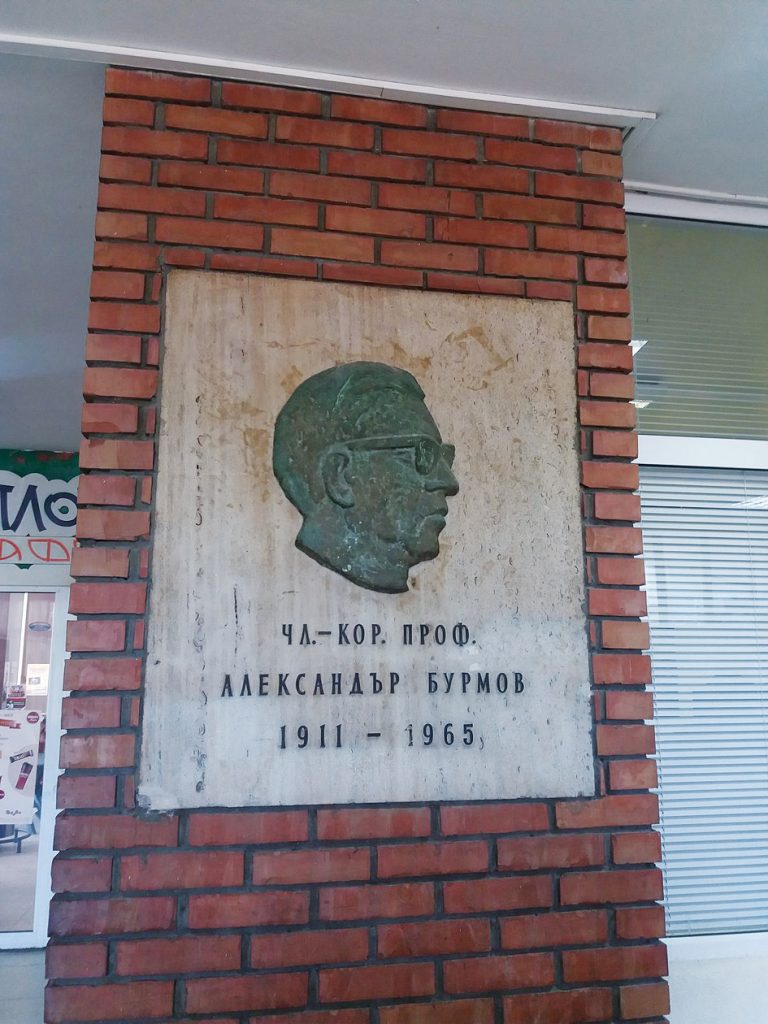 ЧЛ.-КОР. ПРОФ.
АЛЕКСАНДЪР БУРМОВ
1911 - 1965